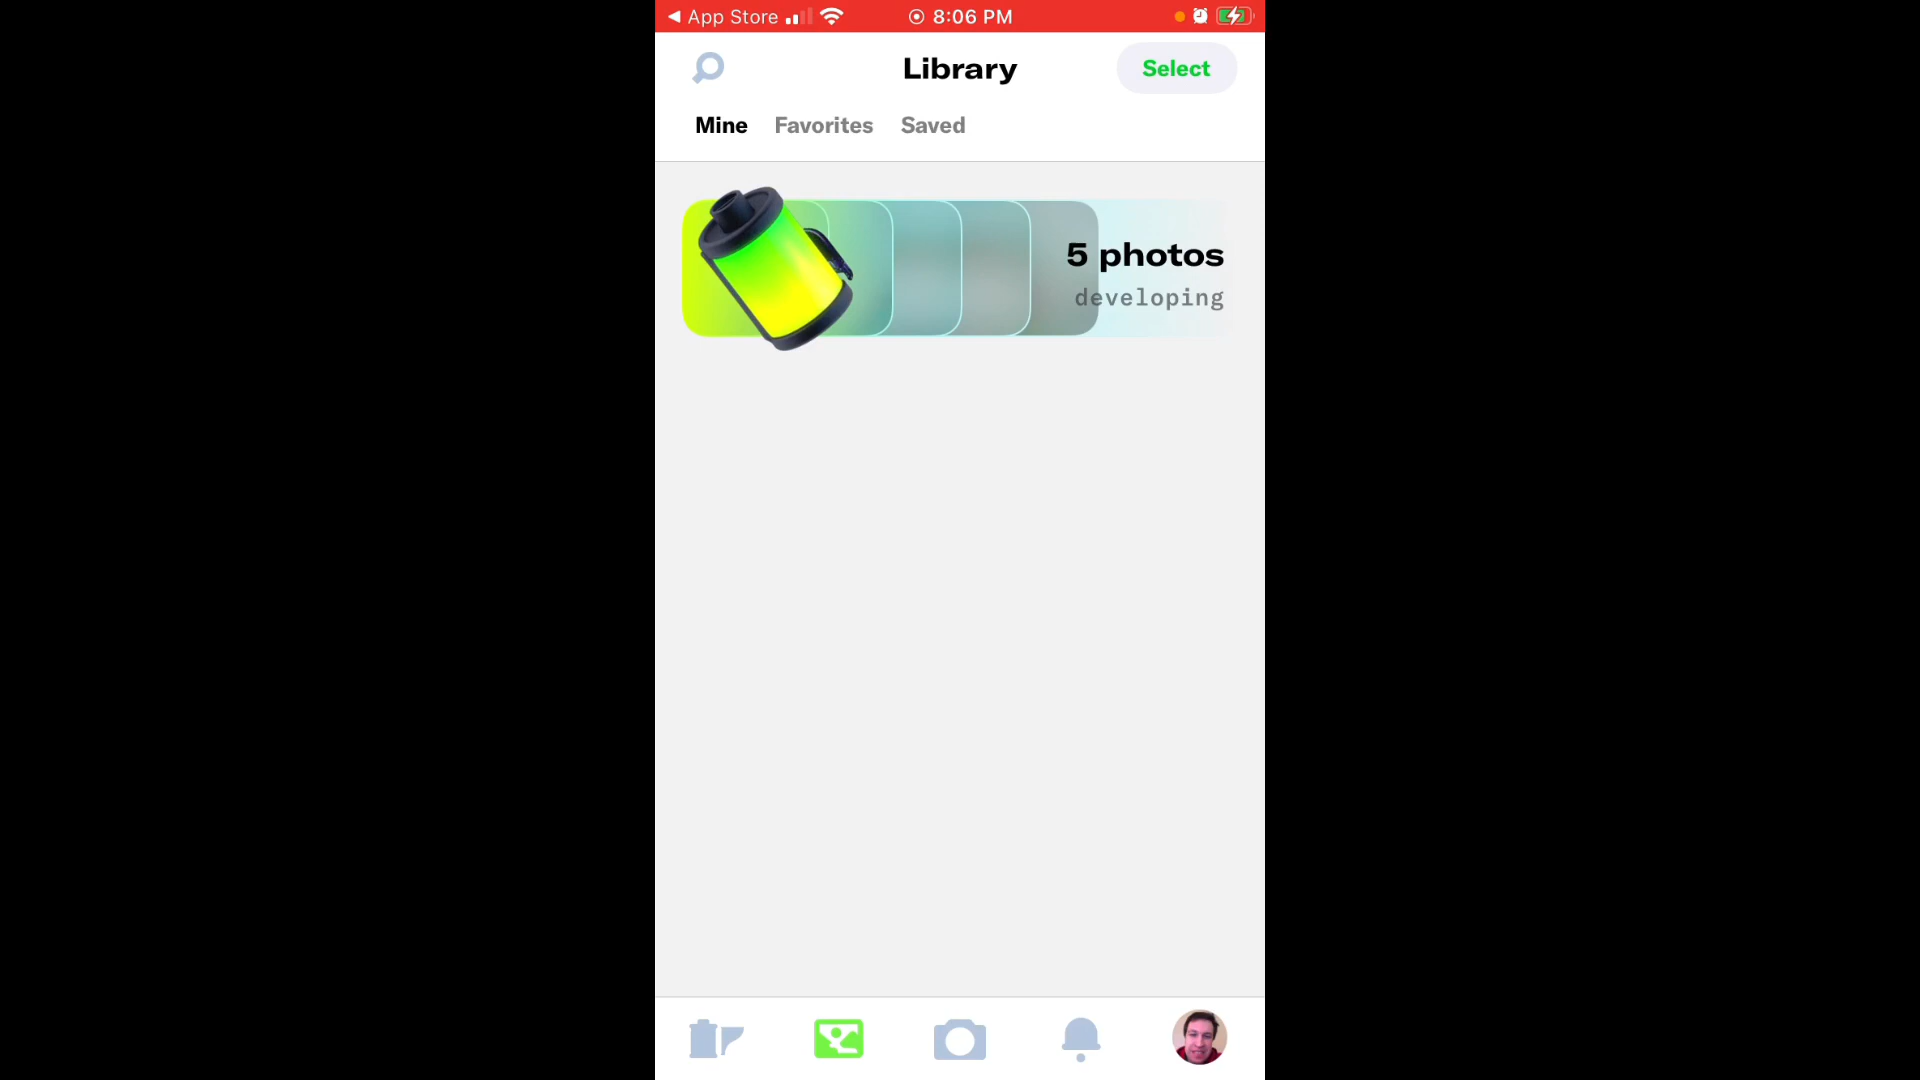 App Store
8:06 PM
Library
Select
Mine Favorites Saved
5 photos
developing